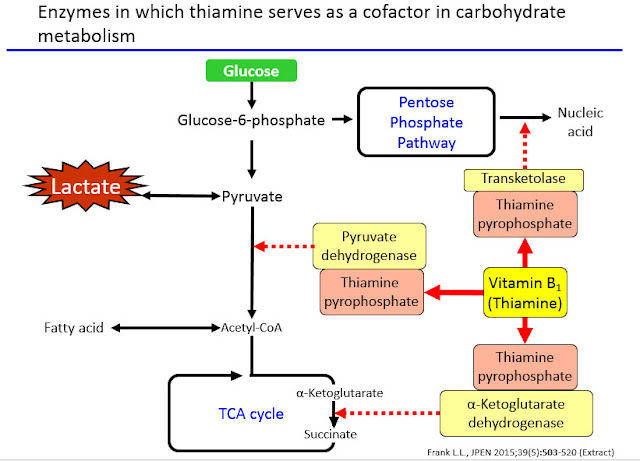 Enzymes in which thiamine serves as a cofactor in carbohydrate
metabolism
Glucose
Glucose-6-phosphate
Pentose
Phosphate
Pathway
Nucleic
acid
Transketolase
Thiamine
pyrophosphate
Lactate
Pyruvate
Pyruvate
dehydrogenase
Thiamine
pyrophosphate
Vitamin B₁
(Thiamine)
Fatty acid
Acetyl-CoA
Thiamine
pyrophosphate
α-Ketoglutarate
dehydrogenase
TCA cycle
α-Ketoglutarate
Succinate
Frank L.L., JPEN 2015;39(5):503-520 (Extract)